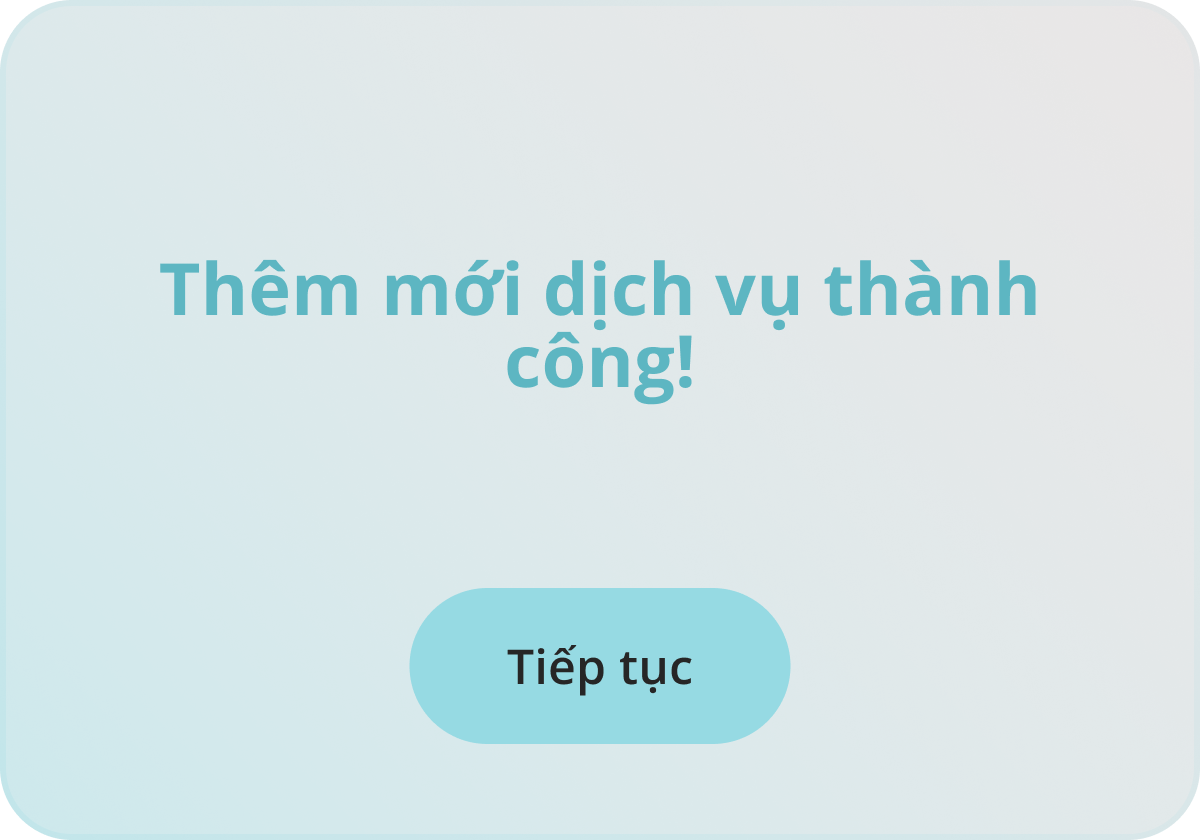 Thêm mới dịch vụ thành
công!
Tiếp tục